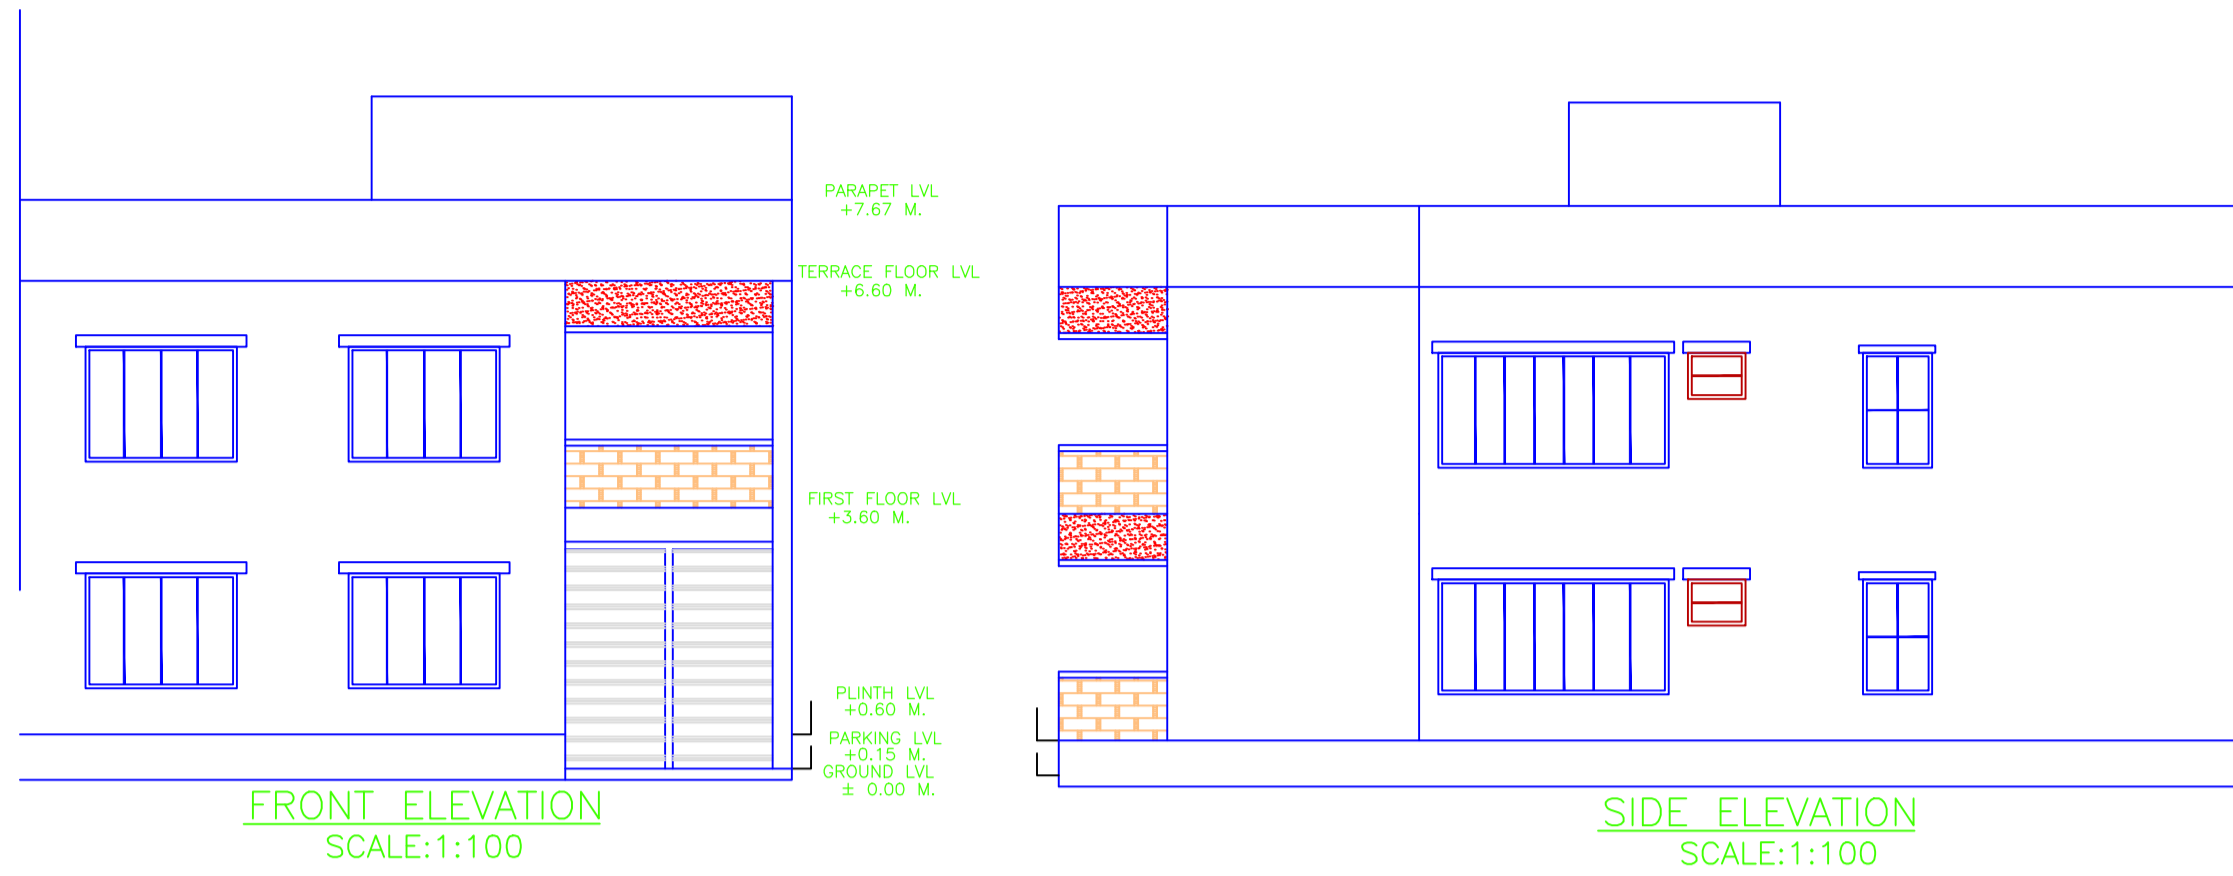 PARAPET LVL
+7.67 M.
TERRACE FLOOR LVL
+6.60 M.
FIRST FLOOR LVL
+3.60 M.
PLINTH LVL
+0.60 M.
PARKING LVL
+0.15 M.
GROUND LVL
± 0.00 M.
FRONT ELEVATION
SCALE:1:100
SIDE ELEVATION
SCALE:1:100